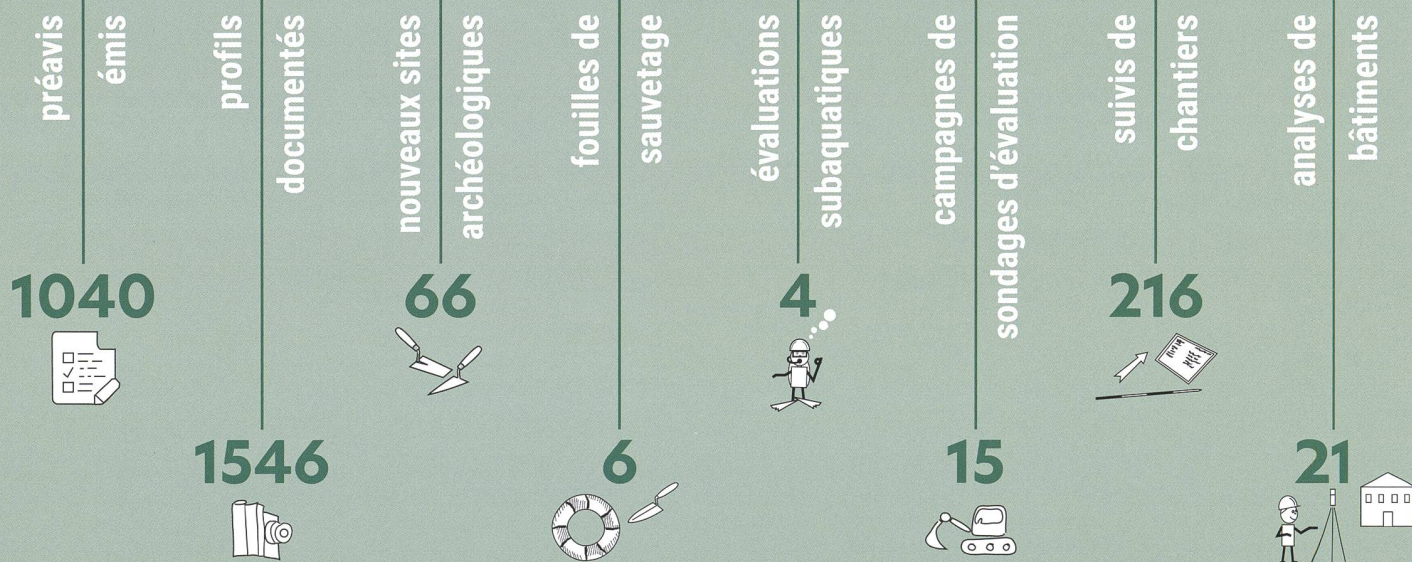 préavis
émis
1040
profils
documentés
1546
nouveaux sites
archéologiques
66
fouilles de
sauvetage
6
évaluations
subaquatiques
4
campagnes de
sondages d'évaluation
15
suivis de
chantiers
216
analyses de
bâtiments
21